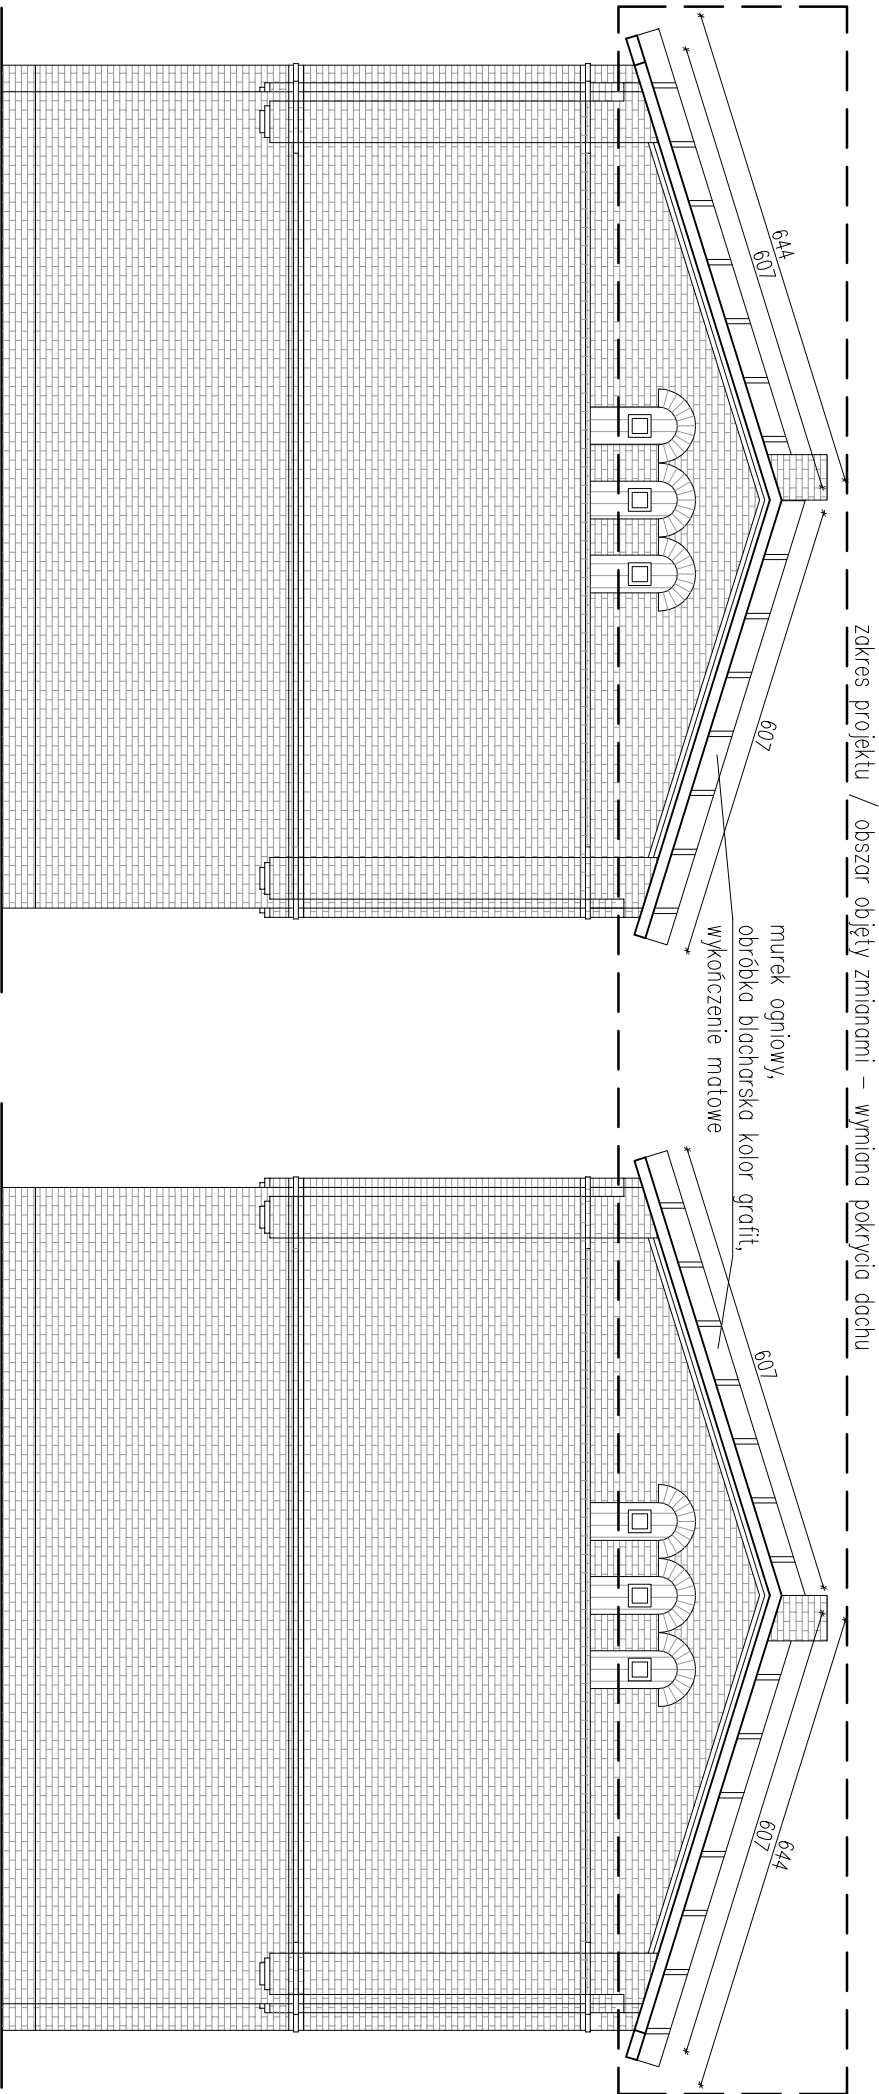 zakres projektu / obszar objęty zmianami – wymiana pokrycia dachu
644
607
607
murek ogniowy,
obróbka blacharska kolor grafit,
wykończenie matowe
607
644
607